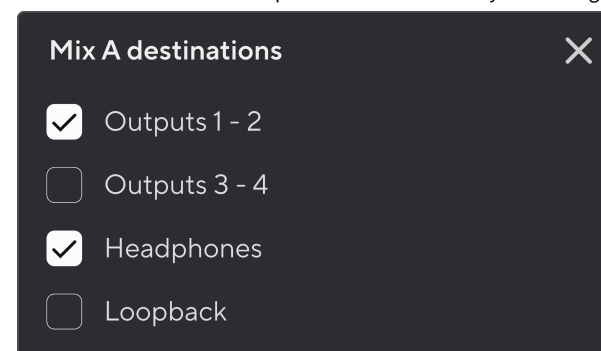 Mix A destinations
Outputs 1 - 2
Outputs 3 - 4
Headphones
Loopback